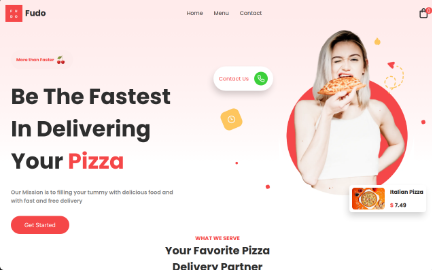 Fudo
Home Menu Contact
More than Faster
Contact Us
Be The Fastest
In Delivering
Your Pizza
Our Mission is to filling your tummy with delicious food and
with fast and free delivery
Get Started
Italian Pizza
$ 7.49
WHAT WE SERVE
Your Favorite Pizza
Delivery Partner